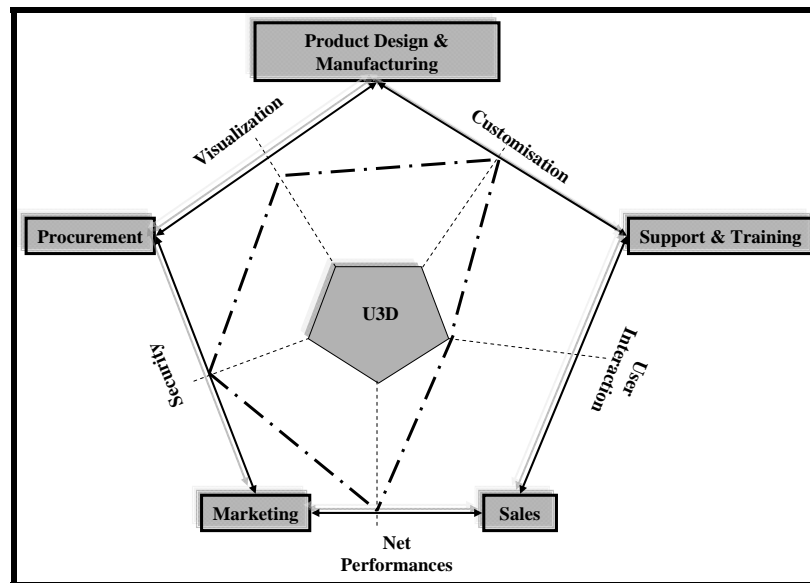 Product Design &
Manufacturing
Visualization
Customisation
Procurement
Support & Training
U3D
Security
User
Interaction
Marketing
Sales
Net
Performances